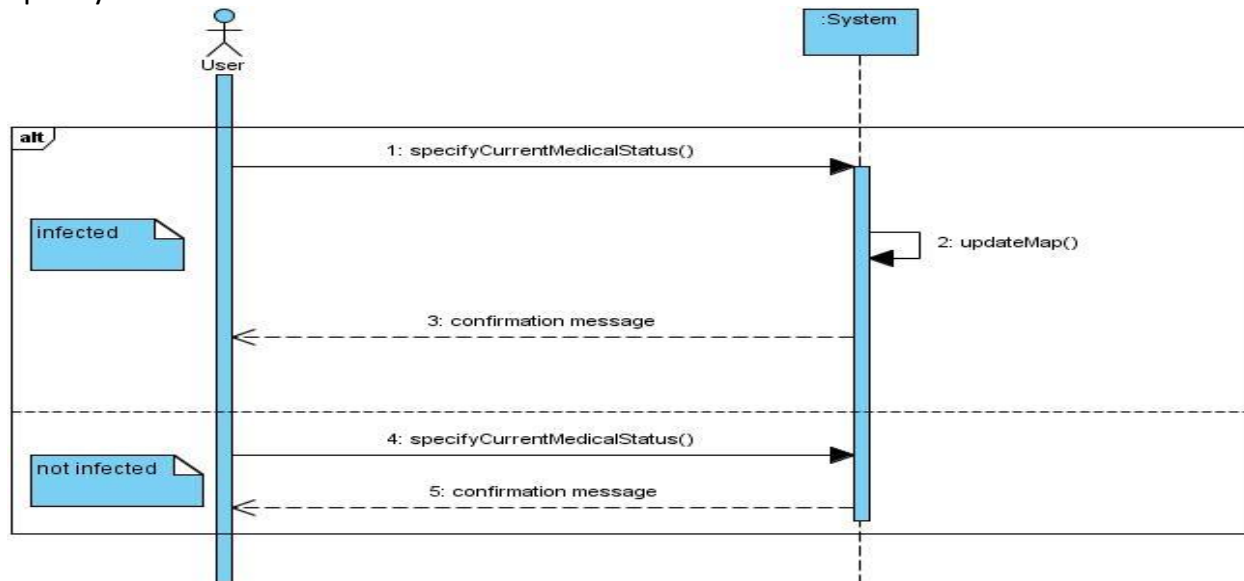 :System
User
alt
1: specifyCurrentMedicalStatus()
infected
2: updateMap()
3: confirmation message
4: specifyCurrentMedicalStatus()
not infected
5: confirmation message